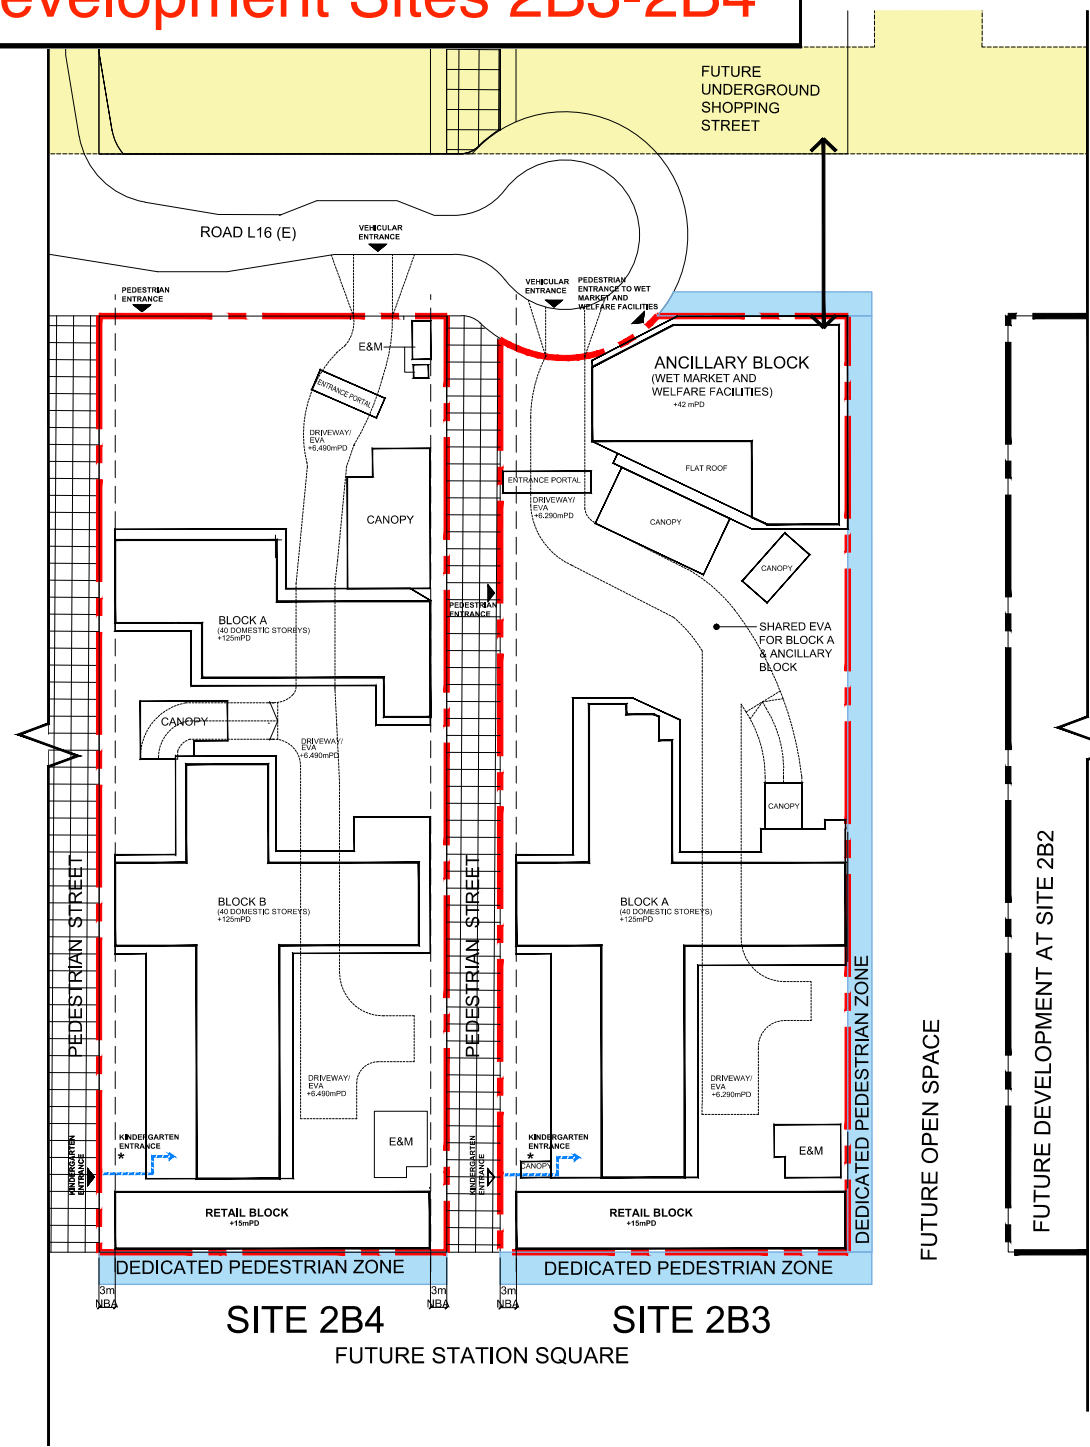 velopment Sites 2B3-2B4
FUTURE
UNDERGROUND
SHOPPING
STREET
ROAD L16 (E)
VEHICULAR
ENTRANCE
PEDESTRIAN
ENTRANCE
VEHICULAR
ENTRANCE
PEDESTRIAN
ENTRANCE TO WET
MARKET AND
WELFARE FACILITIES
E&M
ENTRANCE PORTAL
DRIVEWAY/
EVA
+6.490mPD
CANOPY
ANCILLARY BLOCK
(WET MARKET AND
WELFARE FACILITIES)
+42 mPD
FLAT ROOF
ENTRANCE PORTAL
DRIVEWAY/
EVA
+6.290mPD
CANOPY
CANOPY
PEDESTRIAN
ENTRANCE
BLOCK A
(40 DOMESTIC STOREYS)
+125mPD
SHARED EVA
FOR BLOCK A
& ANCILLARY
BLOCK
CANOPY
DRIVEWAY/
EVA
+6.490mPD
CANOPY
BLOCK B
(40 DOMESTIC STOREYS)
+125mPD
BLOCK A
(40 DOMESTIC STOREYS)
+125mPD
PEDESTRIAN STREET
PEDESTRIAN STREET
DEDICATED PEDESTRIAN ZONE
FUTURE OPEN SPACE
FUTURE DEVELOPMENT AT SITE 2B2
DRIVEWAY/
EVA
+6.490mPD
DRIVEWAY/
EVA
+6.290mPD
KINDERGARTEN
ENTRANCE
*
KINDERGARTEN
ENTRANCE
E&M
KINDERGARTEN
ENTRANCE
*
CANOPY
KINDERGARTEN
ENTRANCE
E&M
RETAIL BLOCK
+15mPD
RETAIL BLOCK
+15mPD
DEDICATED PEDESTRIAN ZONE
DEDICATED PEDESTRIAN ZONE
3m
NBA
3m
NBA
3m
NBA
SITE 2B4
SITE 2B3
FUTURE STATION SQUARE